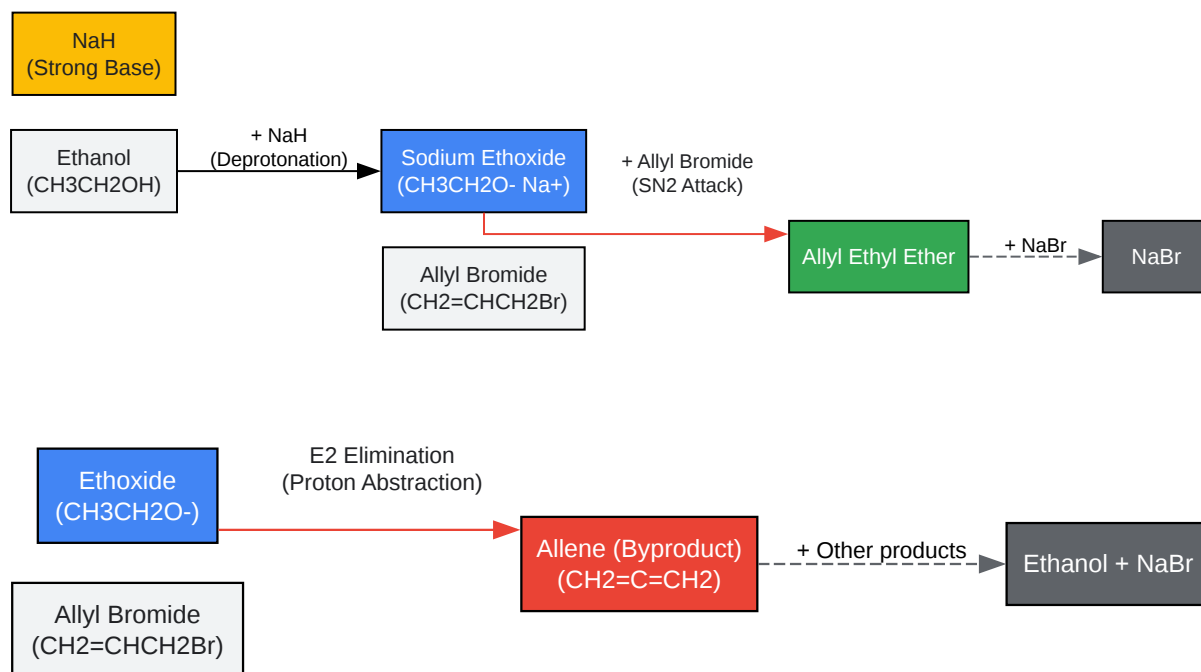 NaH
(Strong Base)
Ethanol
(CH3CH2OH)
+ NaH
(Deprotonation)
Sodium Ethoxide
(CH3CH2O- Na+)
+ Allyl Bromide
(SN2 Attack)
Allyl Bromide
(CH2=CHCH2Br)
Allyl Ethyl Ether
+ NaBr
NaBr
Ethoxide
(CH3CH2O-)
E2 Elimination
(Proton Abstraction)
Allyl Bromide
(CH2=CHCH2Br)
Allene (Byproduct)
(CH2=C=CH2)
+ Other products
Ethanol + NaBr